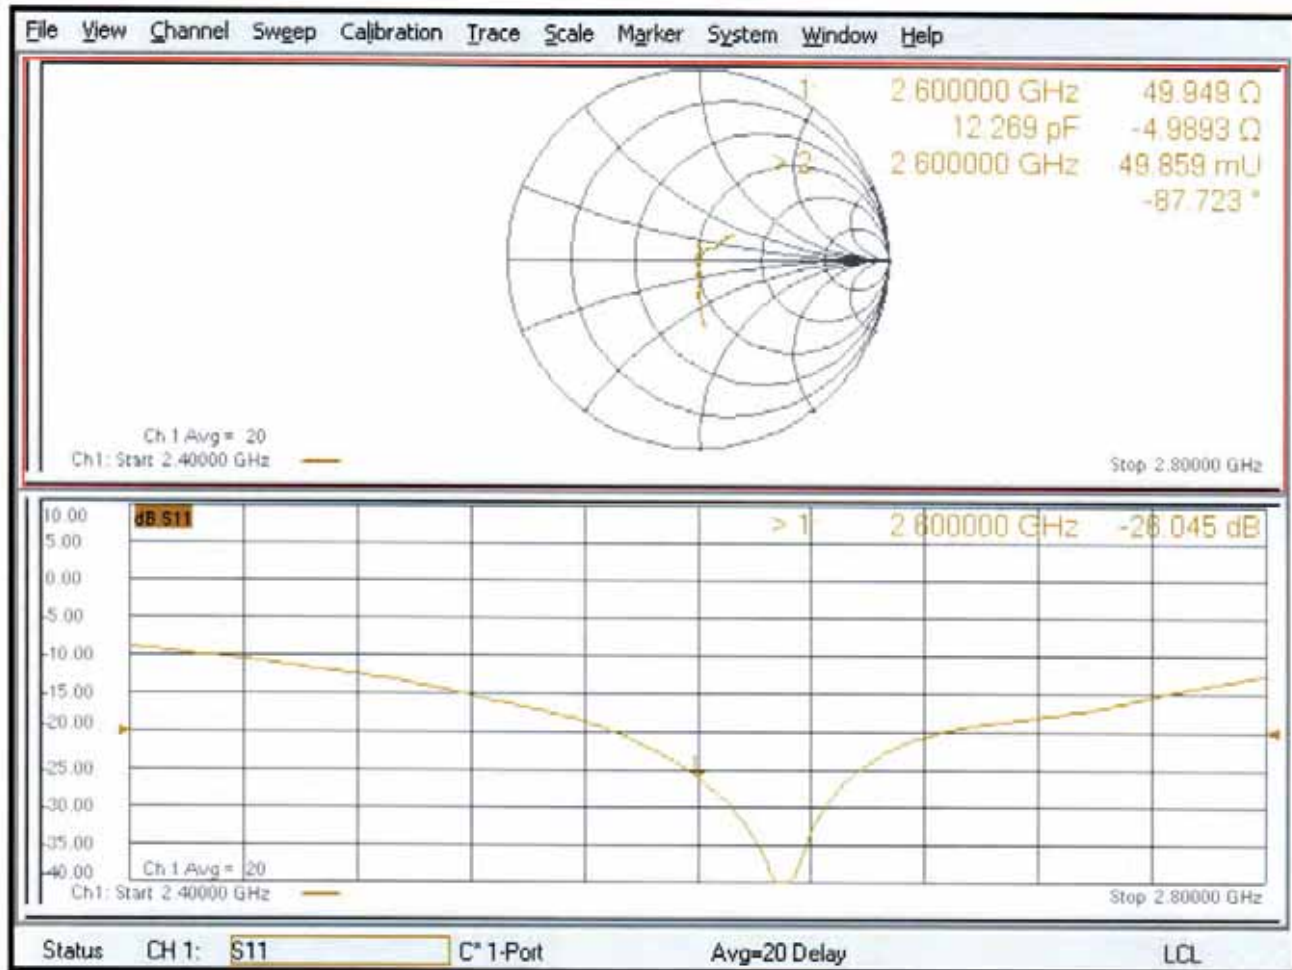 File View Channel Sweep Calibration Trace Scale Marker System Window Help
1: 2.600000 GHz 49.949 Ω
12.269 pF -4.9893 Ω
> 2: 2.600000 GHz 49.859 mU
-87.723 °
Ch 1 Avg = 20
Ch1: Start 2.40000 GHz
Stop 2.80000 GHz
10.00
dB S11
> 1: 2.600000 GHz -26.045 dB
5.00
0.00
-5.00
-10.00
-15.00
-20.00
-25.00
-30.00
-35.00
-40.00
1
Ch 1 Avg = 20
Ch1: Start 2.40000 GHz
Stop 2.80000 GHz
Status CH 1: S11 C* 1-Port Avg=20 Delay LCL